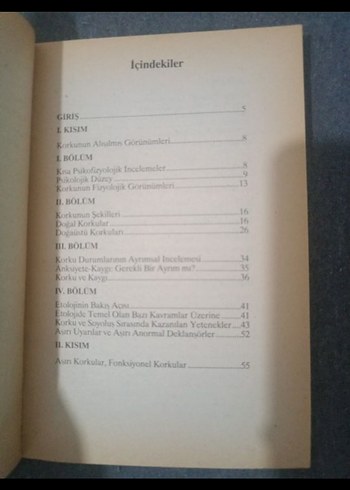 İçindekiler
GİRİŞ 5
I. KISIM
Korkunun Alışılmış Görünümleri 8
I. BÖLÜM
Kısa Psikofizyolojik İncelemeler 8
Psikolojik Düzey 9
Korkunun Fizyolojik Görünümleri 13
II. BÖLÜM
Korkunun Şekilleri 16
Doğal Korkular 16
Doğaüstü Korkuları 26
III. BÖLÜM
Korku Durumlarının Ayrımsal İncelemesi 34
Anksiyete-Kaygı: Gerekli Bir Ayrım mı? 35
Korku ve Kaygı 36
IV. BÖLÜM
Etolojinin Bakış Açısı 41
Etolojide Temel Olan Bazı Kavramlar Üzerine 41
Korku ve Soyoluş Sırasında Kazanılan Yetenekler 43
Aşırı Uyarılar ve Aşırı Anormal Deklanşörler 52
II. KISIM
Aşırı Korkular, Fonksiyonel Korkular 55